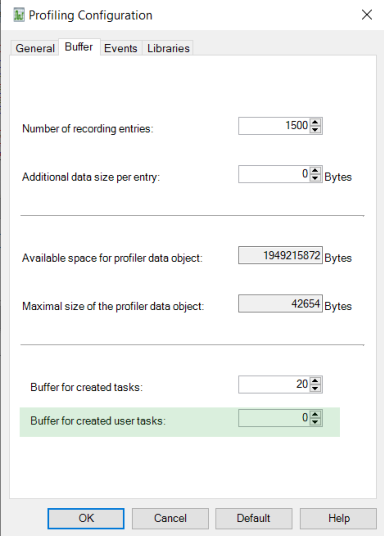 Profiling Configuration
General Buffer Events Libraries
Number of recording entries: 1500
Additional data size per entry: 0 Bytes
Available space for profiler data object: 1949215872 Bytes
Maximal size of the profiler data object: 42654 Bytes
Buffer for created tasks: 20
Buffer for created user tasks: 0
OK Cancel Default Help